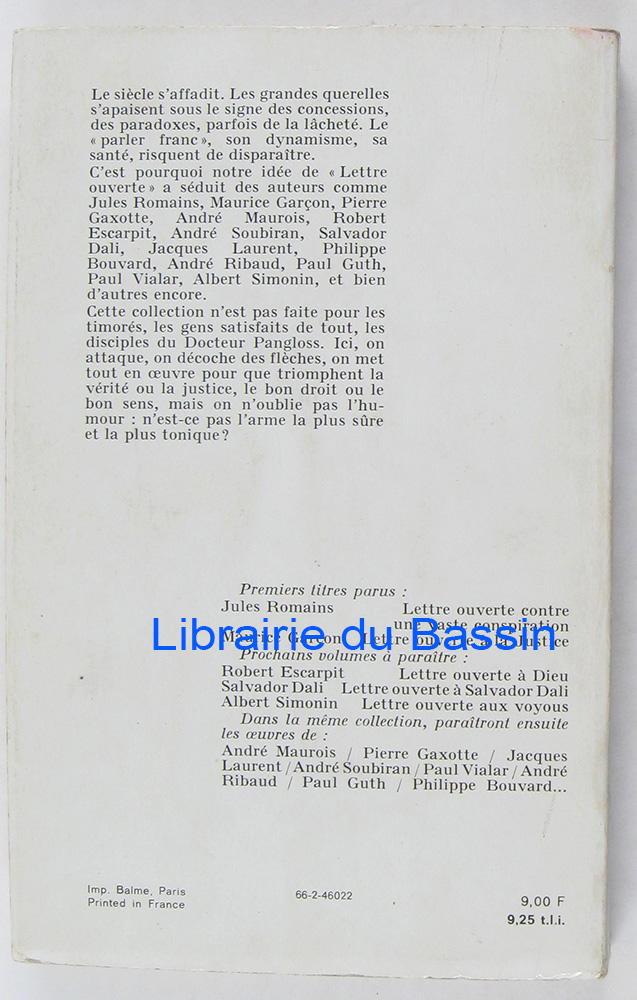 Le siècle s'affadit. Les grandes querelles
s'apaisent sous le signe des concessions,
des paradoxes, parfois de la lâcheté. Le
« parler franc », son dynamisme, sa
santé, risquent de disparaître.
C'est pourquoi notre idée de « Lettre
ouverte » a séduit des auteurs comme
Jules Romains, Maurice Garçon, Pierre
Gaxotte, André Maurois, Robert
Escarpit, André Soubiran, Salvador
Dali, Jacques Laurent, Philippe
Bouvard, André Ribaud, Paul Guth,
Paul Vialar, Albert Simonin, et bien
d'autres encore.
Cette collection n'est pas faite pour les
timorés, les gens satisfaits de tout, les
disciples du Docteur Pangloss. Ici, on
attaque, on décoche des flèches, on met
tout en œuvre pour que triomphent la
vérité ou la justice, le bon droit ou le
bon sens, mais on n'oublie pas l'hu-
mour : n'est-ce pas l'arme la plus sûre
et la plus tonique ?
Premiers titres parus :
Jules Romains Lettre ouverte contre
une vaste conspiration
Librairie du Bassin
Maurice Garçon Lettre ouverte à la Justice
Prochains volumes à paraître :
Robert Escarpit Lettre ouverte à Dieu
Salvador Dali Lettre ouverte à Salvador Dali
Albert Simonin Lettre ouverte aux voyous
Dans la même collection, paraîtront ensuite
les œuvres de :
André Maurois / Pierre Gaxotte / Jacques
Laurent / André Soubiran / Paul Vialar / André
Ribaud / Paul Guth / Philippe Bouvard...
Imp. Balme, Paris
Printed in France
66-2-46022
9,00 F
9,25 t.l.i.